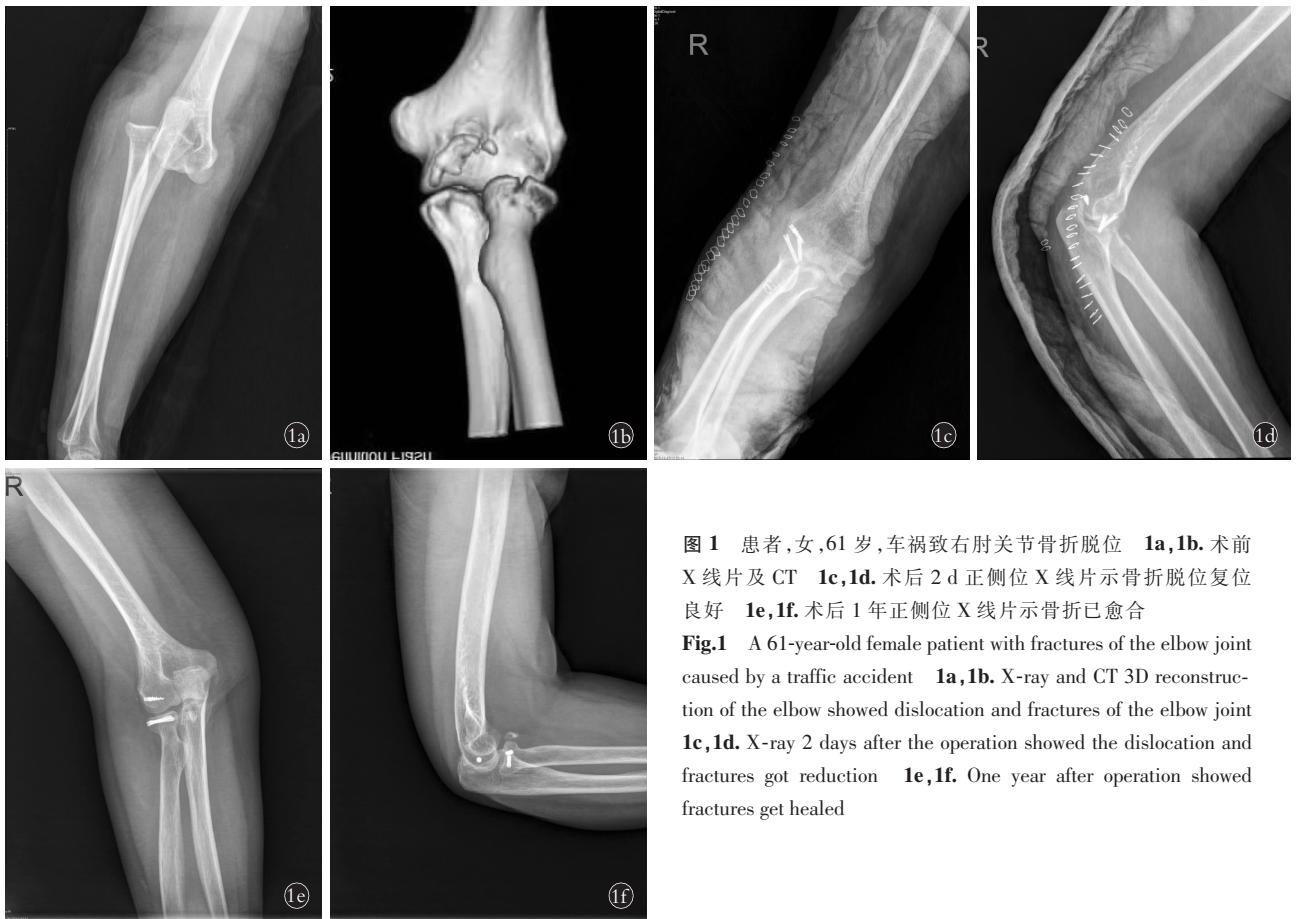 R
R
1a
1b
1c
1d
R
1e
1f
图 1 患者,女,61 岁,车祸致右肘关节骨折脱位 1a,1b. 术前
X 线片及 CT 1c,1d. 术后 2 d 正侧位 X 线片示骨折脱位复位
良好 1e,1f. 术后 1 年正侧位 X 线片示骨折已愈合
Fig.1 A 61-year-old female patient with fractures of the elbow joint
caused by a traffic accident 1a,1b. X-ray and CT 3D reconstruc-
tion of the elbow showed dislocation and fractures of the elbow joint
1c,1d. X-ray 2 days after the operation showed the dislocation and
fractures got reduction 1e,1f. One year after operation showed
fractures get healed